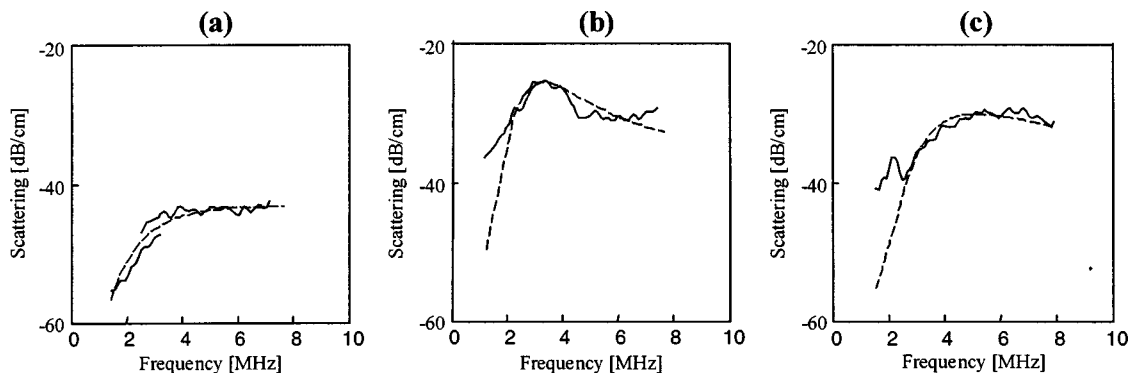 (a)
-20
-40
-60
Scattering [dB/cm]
0 2 4 6 8 10
Frequency [MHz]
(b)
-20
-40
-60
Scattering [dB/cm]
0 2 4 6 8 10
Frequency [MHz]
(c)
-20
-40
-60
Scattering [dB/cm]
0 2 4 6 8 10
Frequency [MHz]